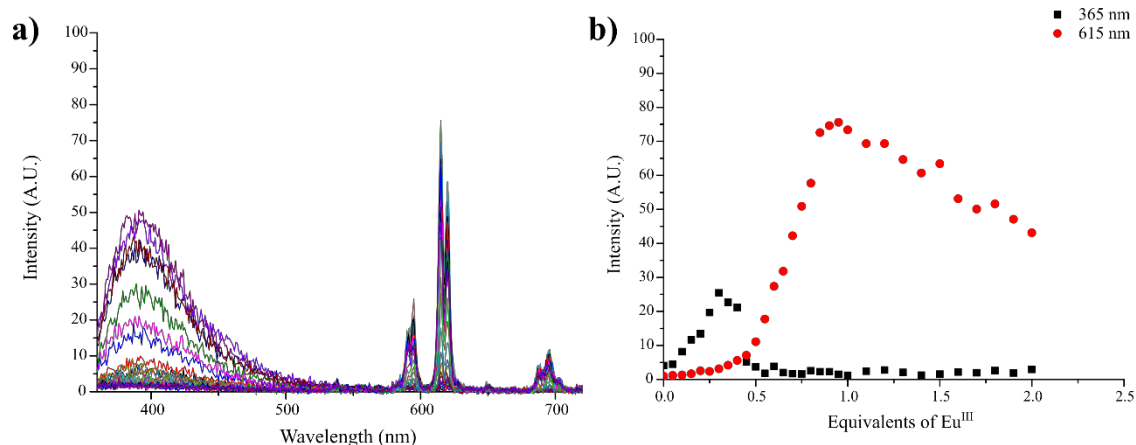 a)
100
90
80
70
60
50
40
30
20
10
0
Intensity (A.U.)
400 500 600 700
Wavelength (nm)
b)
365 nm
615 nm
100
90
80
70
60
50
40
30
20
10
0
Intensity (A.U.)
0.0 0.5 1.0 1.5 2.0 2.5
Equivalents of Eu^III